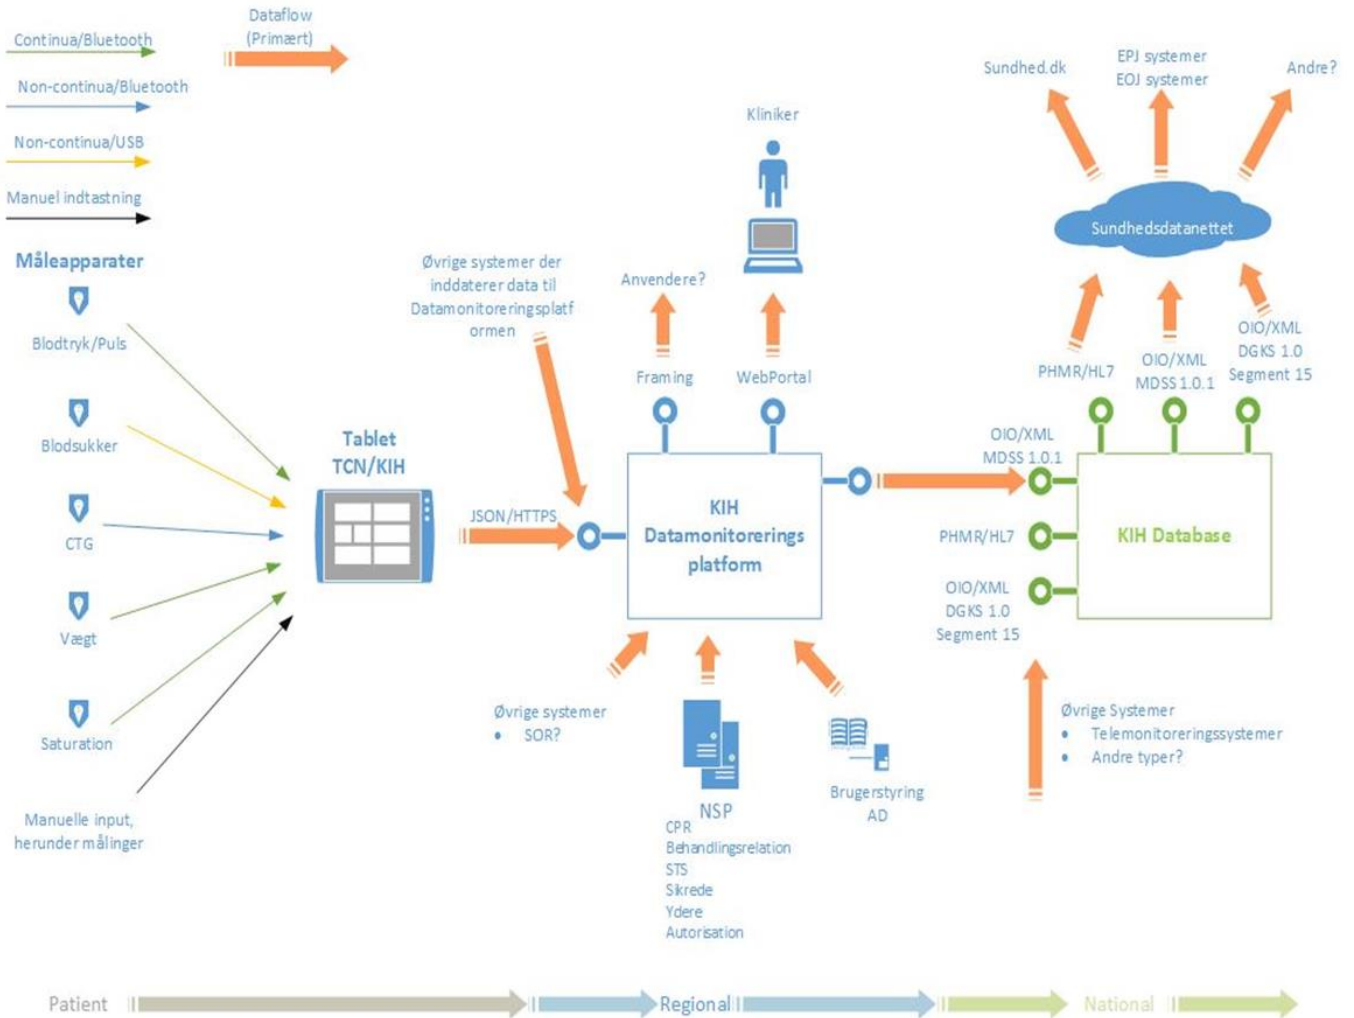 Continua/Bluetooth
Non-continua/Bluetooth
Non-continua/USB
Manuel indtastning
Dataflow
(Primært)
Måleapparater
Blodtryk/Puls
Blodsukker
CTG
Vægt
Saturation
Manuelle input,
herunder målinger
Tablet
TCN/KIH
JSON/HTTPS
Øvrige systemer der
inddaterer data til
Datamonitoreringsplatf
ormen
Anvendere?
Framing
Kliniker
WebPortal
KIH
Datamonitorerings
platform
Øvrige systemer
• SOR?
NSP
CPR
Behandlingsrelation
STS
Sikrede
Ydere
Autorisation
Brugerstyring
AD
OIO/XML
MDSS 1.0.1
PHMR/HL7
OIO/XML
DGKS 1.0
Segment 15
Øvrige Systemer
• Telemonitoreringssystemer
• Andre typer?
KIH Database
PHMR/HL7
OIO/XML
MDSS 1.0.1
OIO/XML
DGKS 1.0
Segment 15
Sundhedsdatanettet
Sundhed.dk
EPJ systemer
EOJ systemer
Andre?
Patient
Regional
National